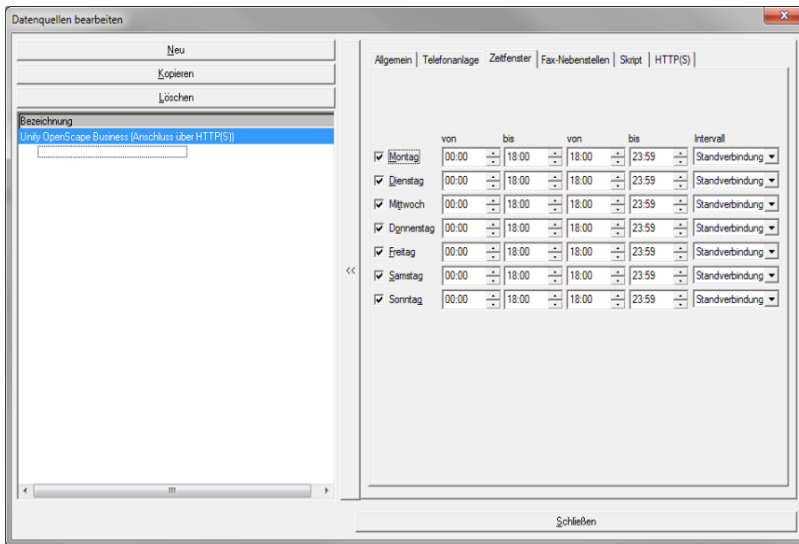 Datenquellen bearbeiten
Neu
Kopieren
Löschen
Bezeichnung
Unify OpenScape Business (Anschluss über HTTP(S))
<<
Allgemein Telefonanlage Zeitfenster Fax-Nebenstellen Skript HTTP(S)
von bis von bis Intervall
Montag 00:00 18:00 18:00 23:59 Standverbindung
Dienstag 00:00 18:00 18:00 23:59 Standverbindung
Mittwoch 00:00 18:00 18:00 23:59 Standverbindung
Donnerstag 00:00 18:00 18:00 23:59 Standverbindung
Freitag 00:00 18:00 18:00 23:59 Standverbindung
Samstag 00:00 18:00 18:00 23:59 Standverbindung
Sonntag 00:00 18:00 18:00 23:59 Standverbindung
Schließen